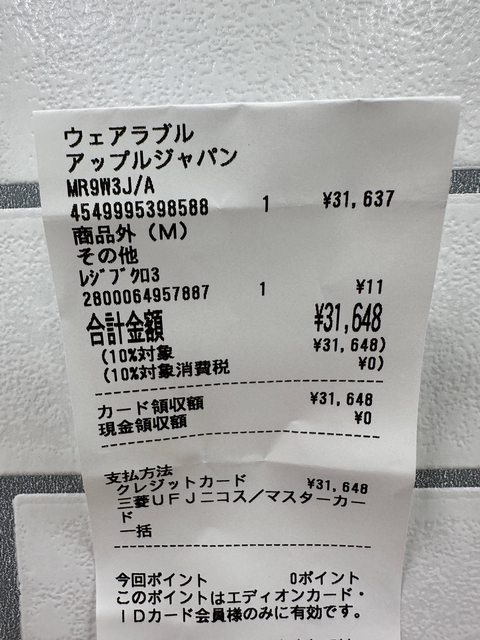 ウェアラブル
アップルジャパン
MR9W3J/A
4549995398588 1 ¥31,637
商品外（M）
その他
ﾚｼﾞﾌﾞｸﾛ3
2800064957887 1 ¥11
合計金額 ¥31,648
(10%対象 ¥31,648)
(10%対象消費税 ¥0)
カード領収額 ¥31,648
現金領収額 ¥0
支払方法
クレジットカード ¥31,648
三菱ＵＦＪニコス／マスターカー
ド
一括
今回ポイント 0ポイント
このポイントはエディオンカード・
ＩＤカード会員様のみに有効です。